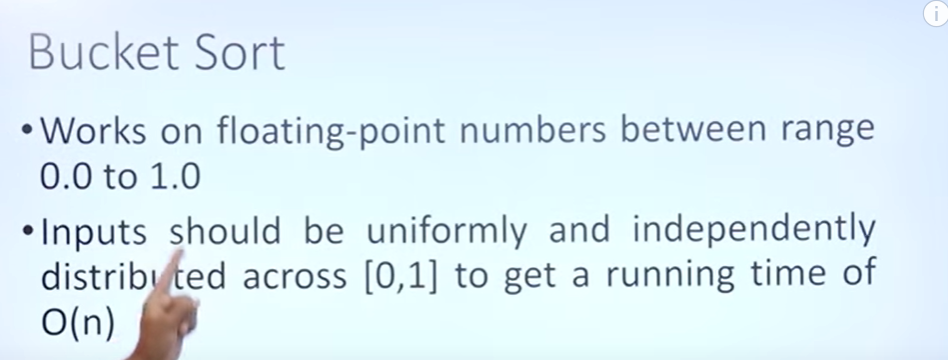 Bucket Sort
•Works on floating-point numbers between range
0.0 to 1.0
•Inputs should be uniformly and independently
distributed across [0,1] to get a running time of
O(n)